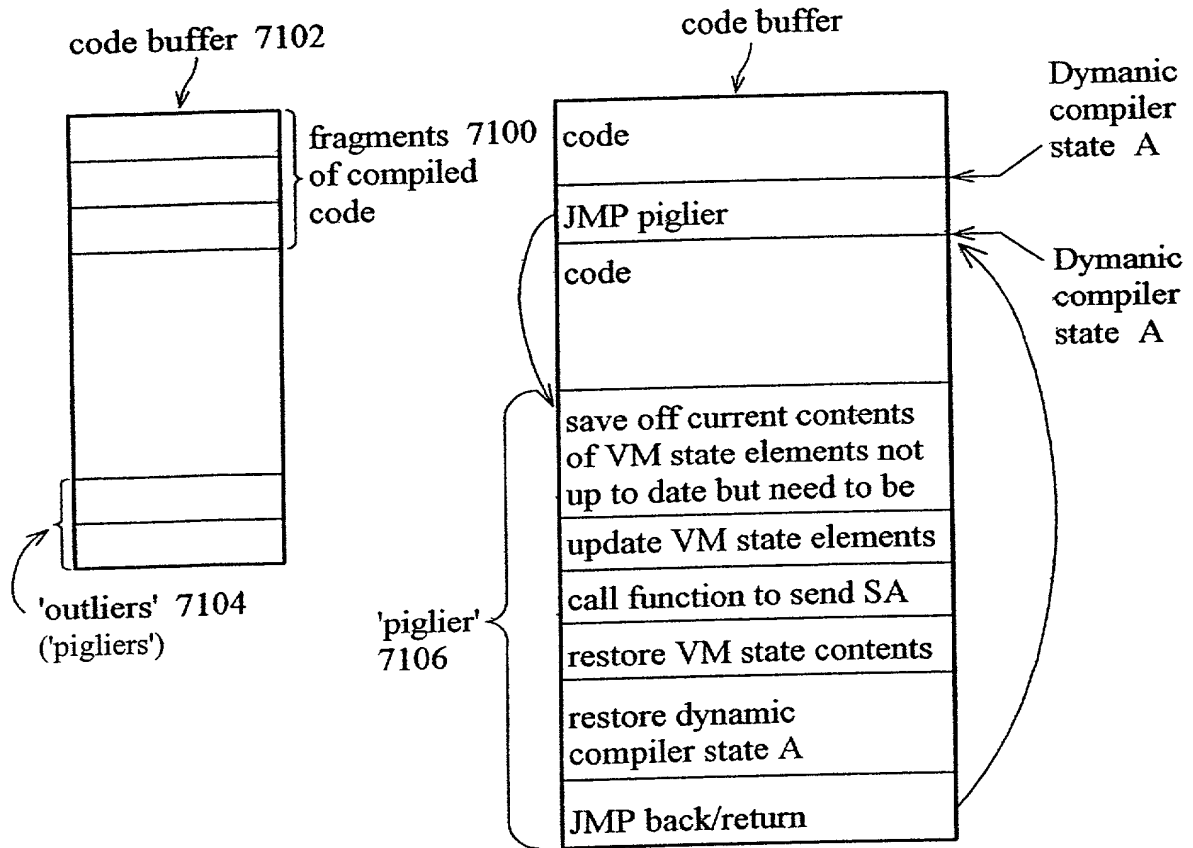 code buffer 7102
fragments 7100
of compiled
code
'outliers' 7104
('pigliers')
code buffer
code
JMP piglier
code
save off current contents
of VM state elements not
up to date but need to be
update VM state elements
call function to send SA
restore VM state contents
restore dynamic
compiler state A
JMP back/return
'piglier'
7106
Dymanic
compiler
state A
Dymanic
compiler
state A